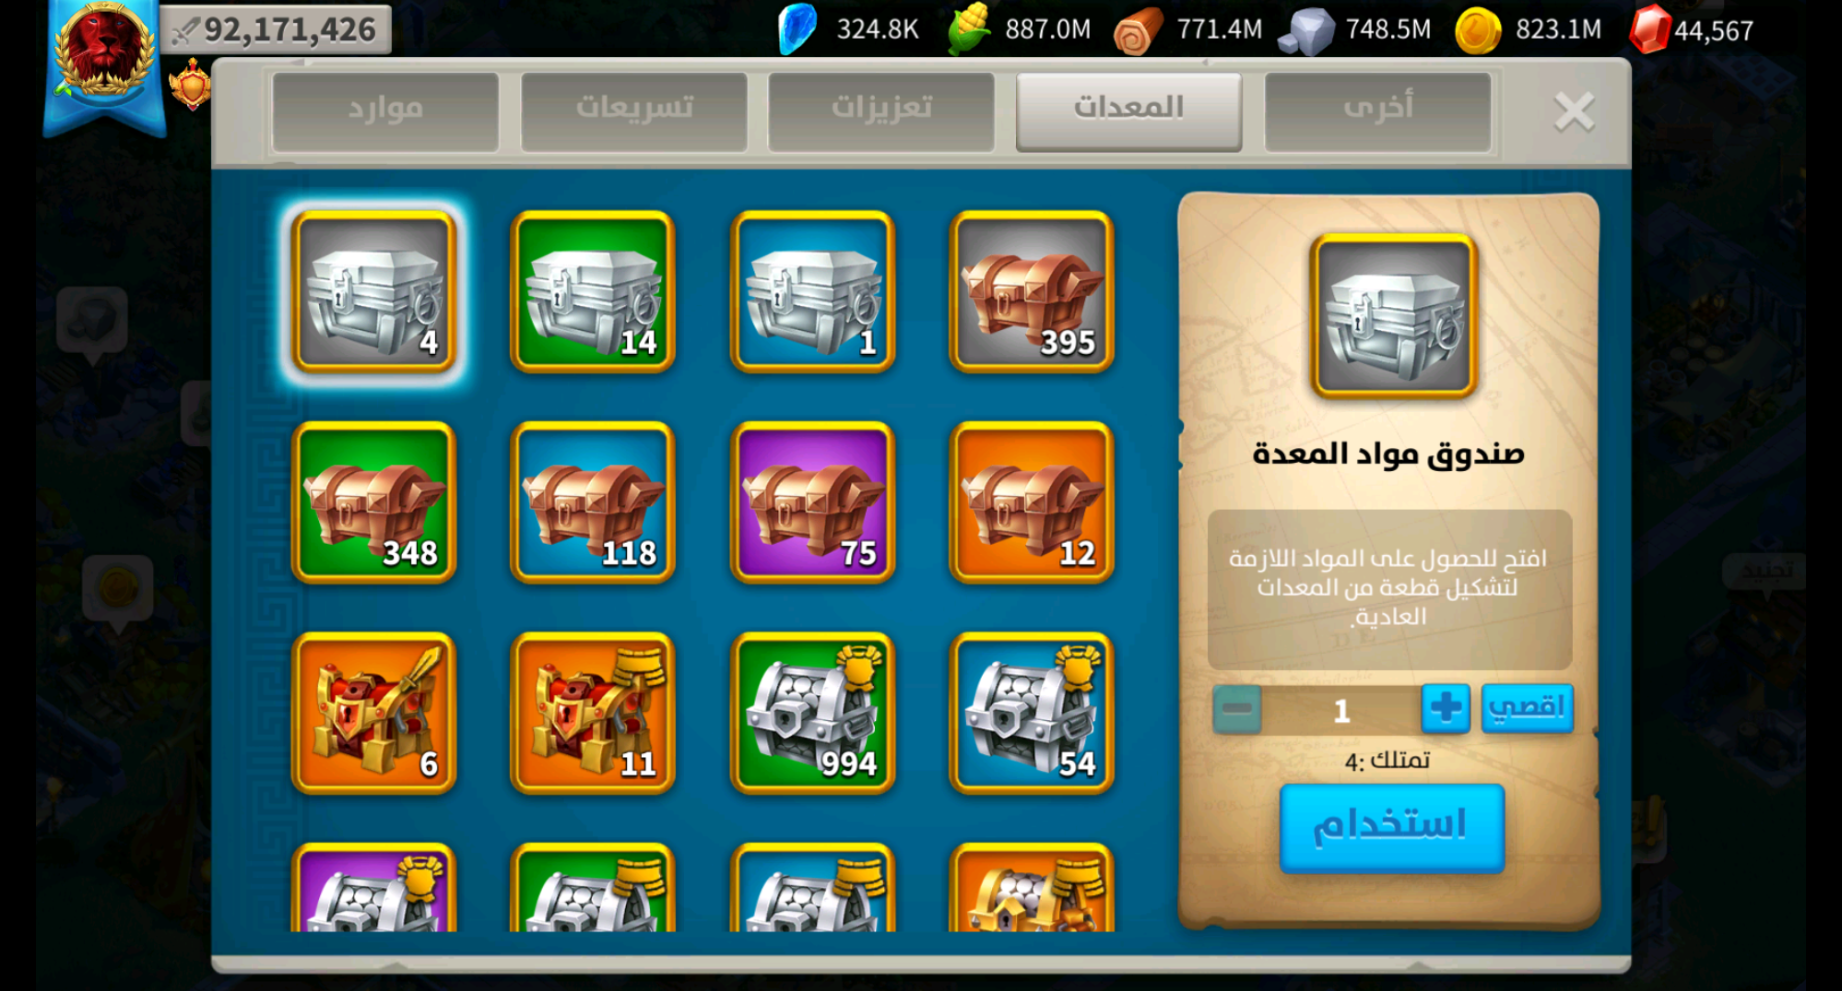 92,171,426
324.8K
887.0M
771.4M
748.5M
823.1M
44,567
موارد
تسريعات
تعزيزات
المعدات
أخرى
4
14
1
395
348
118
75
12
6
11
994
54
صندوق مواد المعدة
افتح للحصول على المواد اللازمة
لتشكيل قطعة من المعدات
العادية.
1
اقصي
تمتلك :4
استخدام
تجنيد